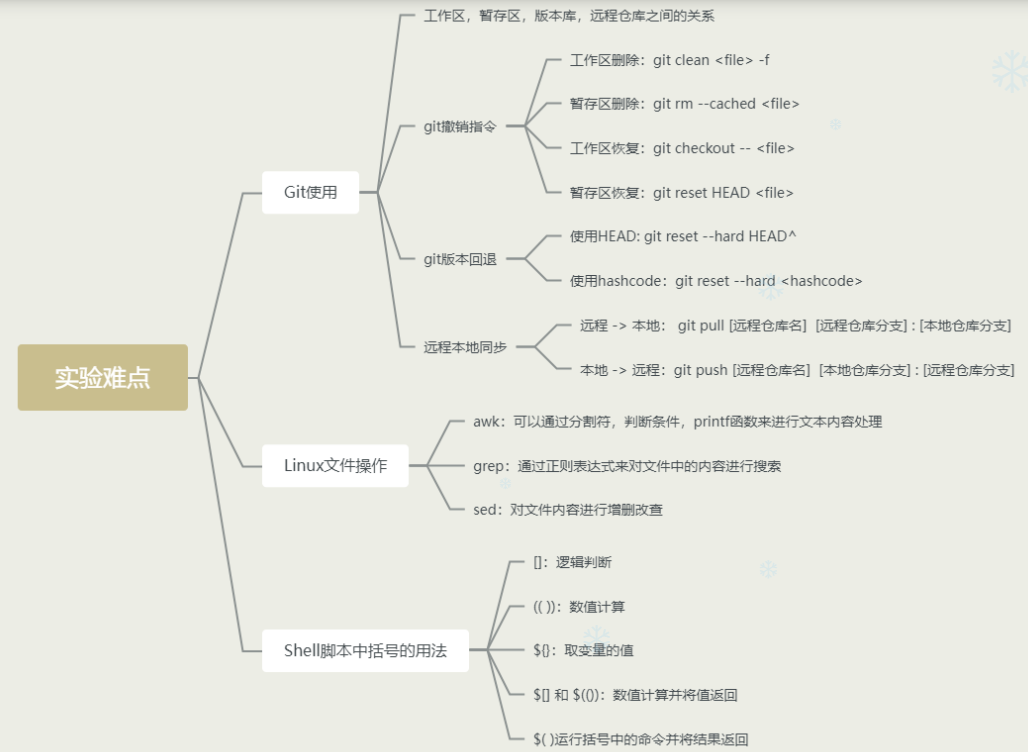 实验难点
Git使用
工作区，暂存区，版本库，远程仓库之间的关系
git撤销指令
工作区删除：git clean <file> -f
暂存区删除：git rm --cached <file>
工作区恢复：git checkout -- <file>
暂存区恢复：git reset HEAD <file>
git版本回退
使用HEAD: git reset --hard HEAD^
使用hashcode：git reset --hard <hashcode>
远程本地同步
远程 -> 本地： git pull [远程仓库名] [远程仓库分支] : [本地仓库分支]
本地 -> 远程：git push [远程仓库名] [本地仓库分支] : [远程仓库分支]
Linux文件操作
awk：可以通过分割符，判断条件，printf函数来进行文本内容处理
grep：通过正则表达式来对文件中的内容进行搜索
sed：对文件内容进行增删改查
Shell脚本中括号的用法
[]：逻辑判断
(( ))：数值计算
${}：取变量的值
$[] 和 $(())：数值计算并将值返回
$( )运行括号中的命令并将结果返回